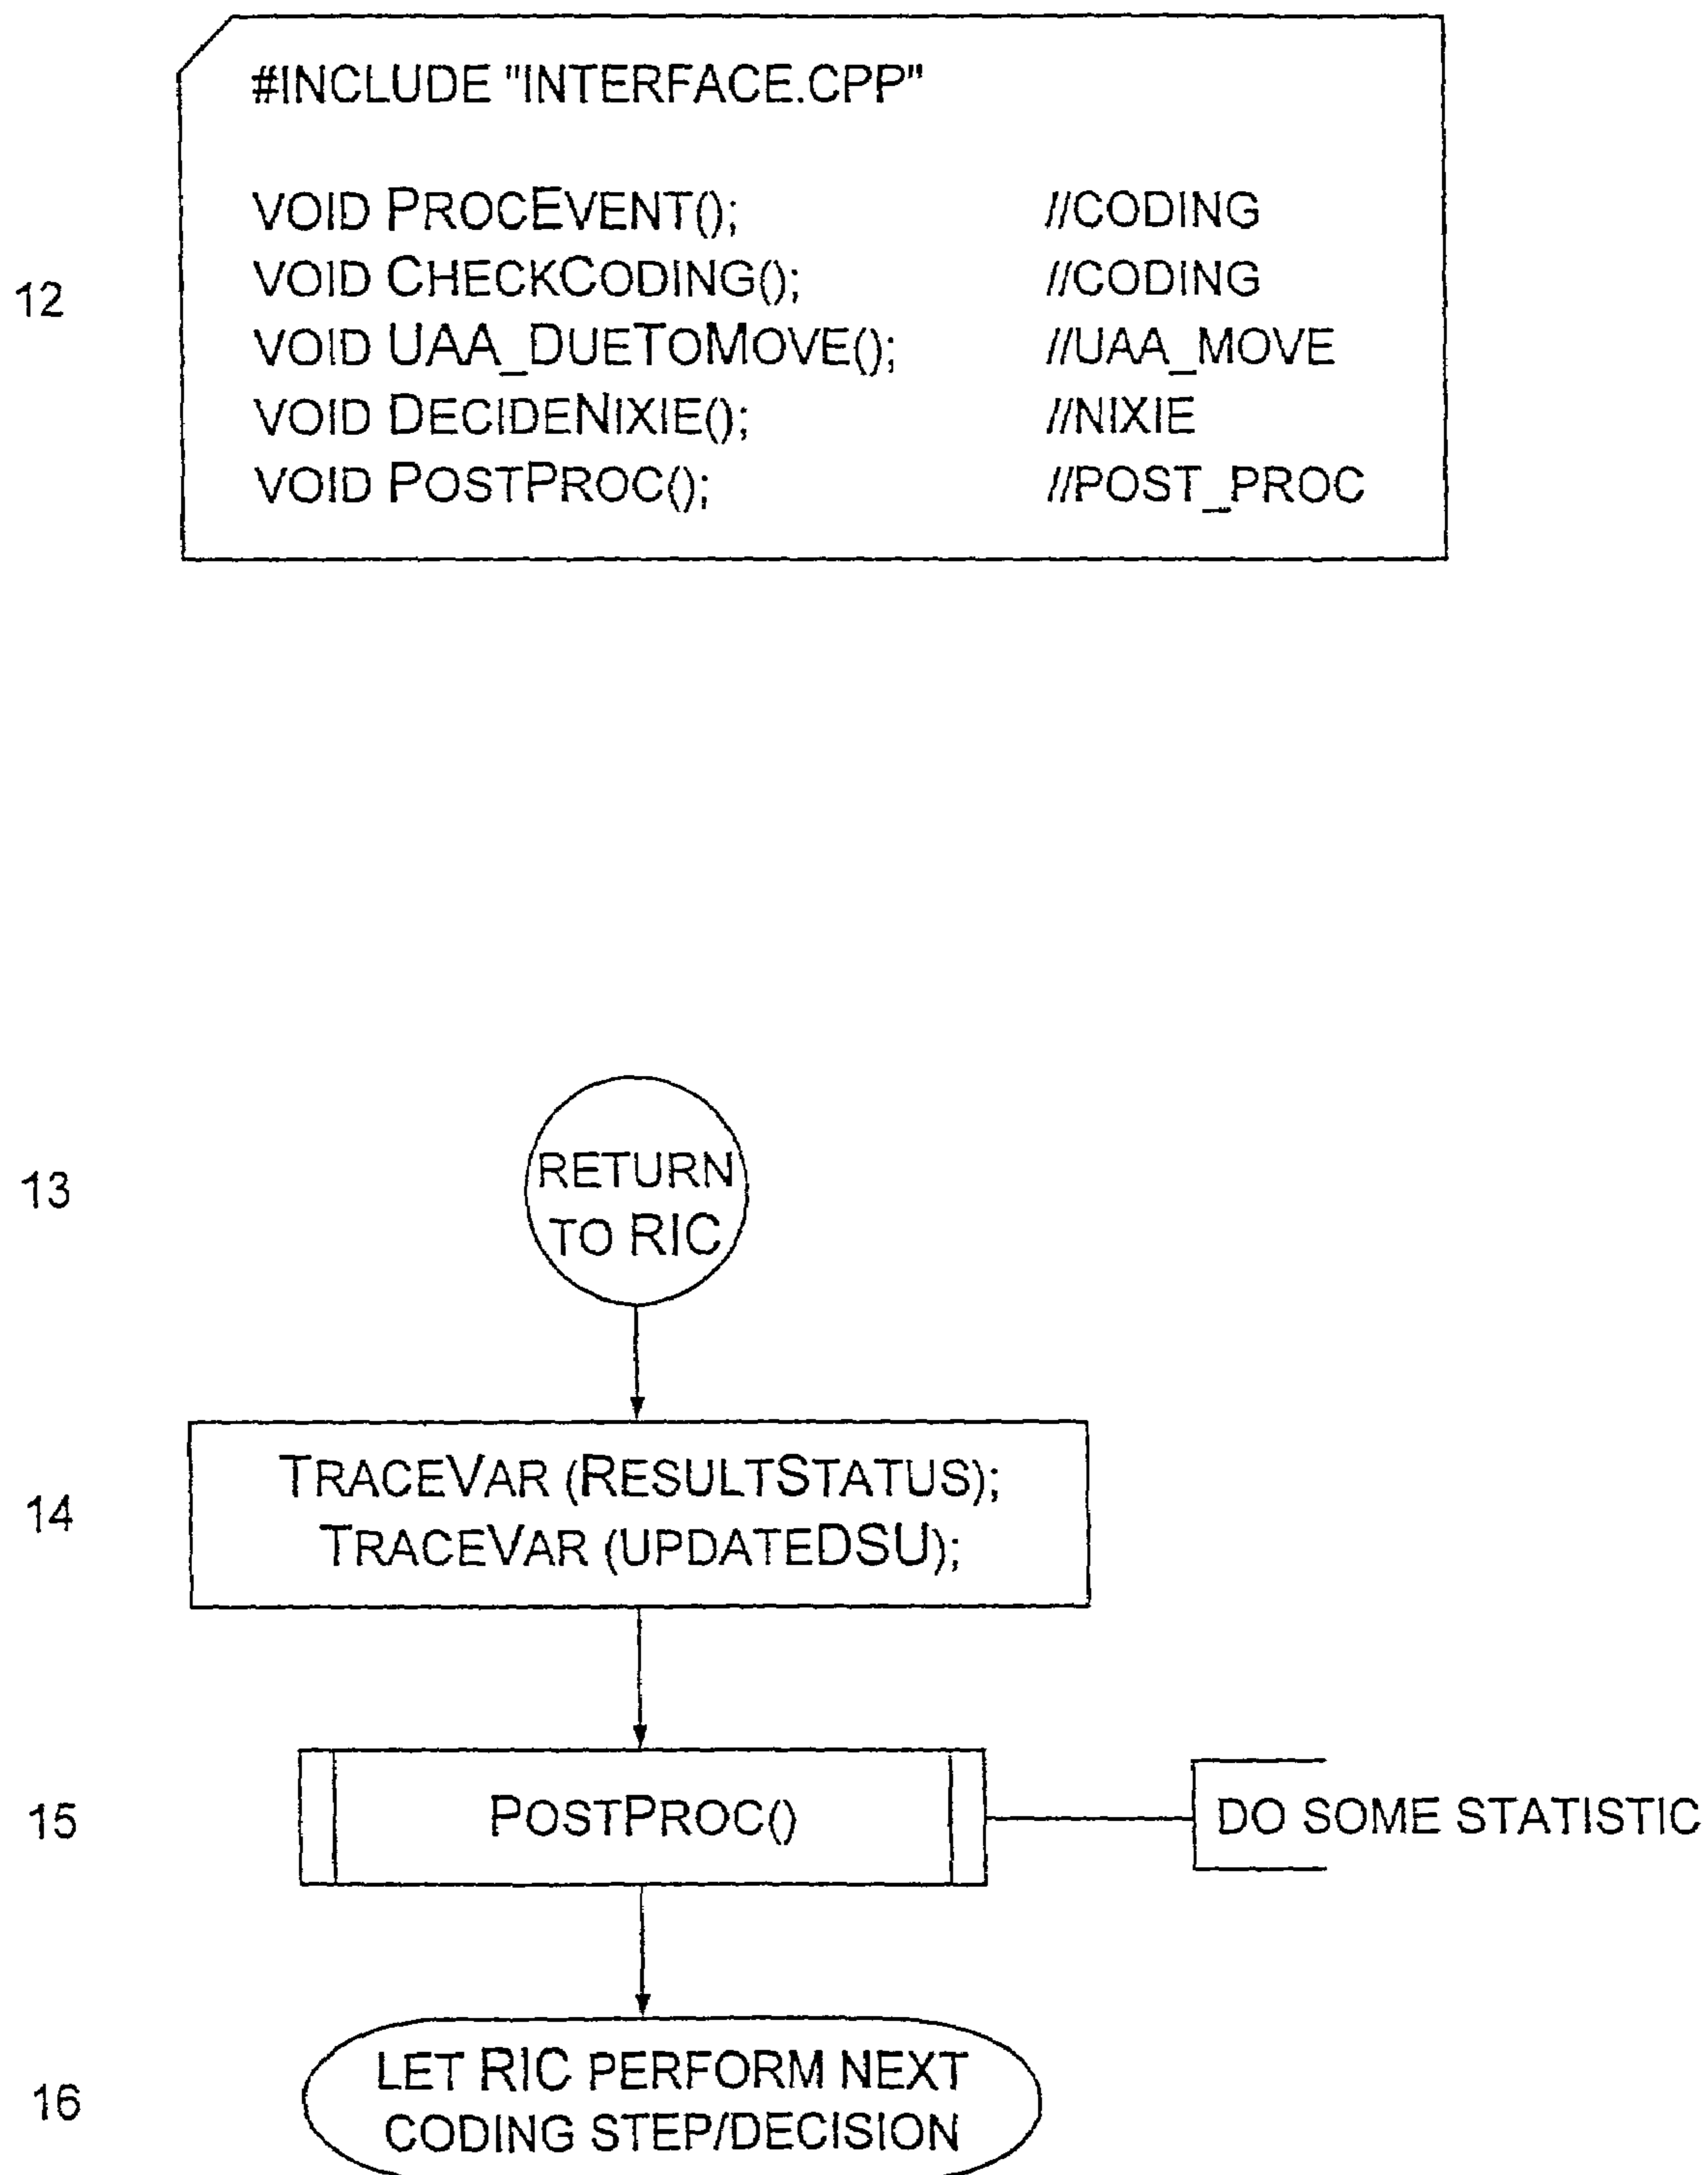 #INCLUDE "INTERFACE.CPP"
VOID PROCEVENT(); //CODING
12 VOID CHECKCODING(); //CODING
VOID UAA_DUETOMOVE(); //UAA_MOVE
VOID DECIDENIXIE(); //NIXIE
VOID POSTPROC(); //POST_PROC
13 RETURN
TO RIC
14 TRACEVAR (RESULTSTATUS);
TRACEVAR (UPDATEDSU);
15 POSTPROC() DO SOME STATISTIC
16 LET RIC PERFORM NEXT
CODING STEP/DECISION